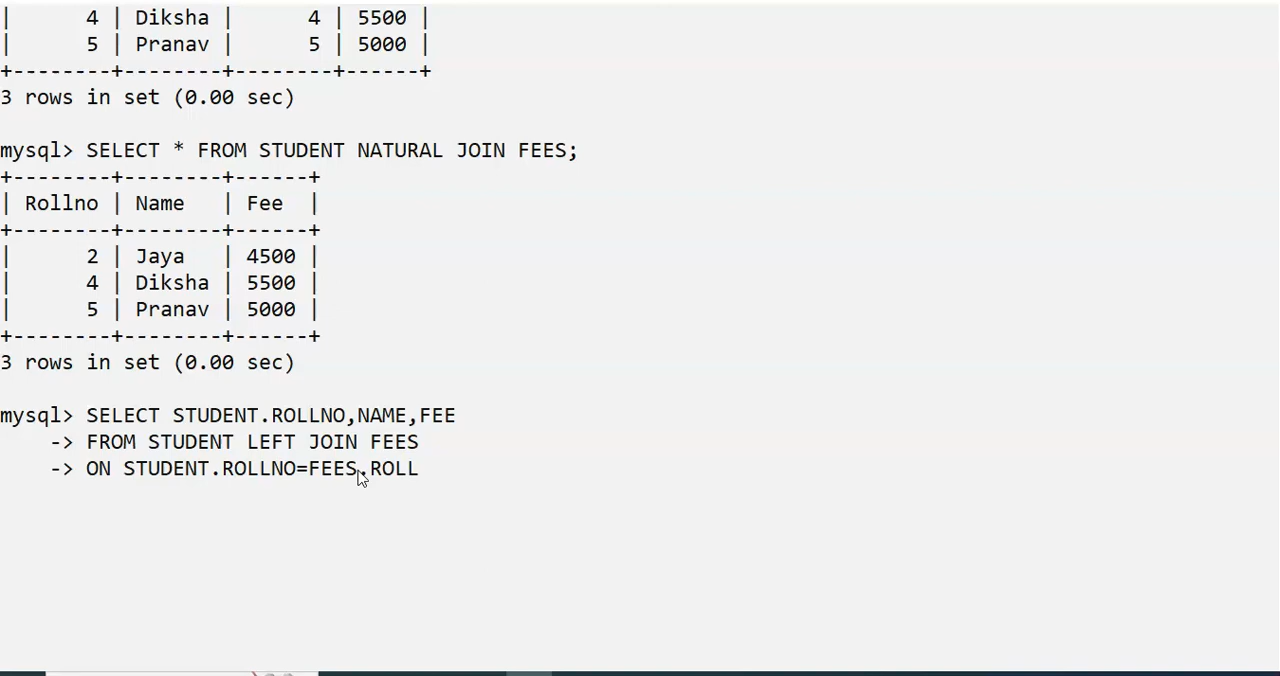 |      4 | Diksha |      4 | 5500 |
|      5 | Pranav |      5 | 5000 |
+--------+--------+--------+------+
3 rows in set (0.00 sec)
mysql> SELECT * FROM STUDENT NATURAL JOIN FEES;
+--------+--------+------+
| Rollno | Name   | Fee  |
+--------+--------+------+
|      2 | Jaya   | 4500 |
|      4 | Diksha | 5500 |
|      5 | Pranav | 5000 |
+--------+--------+------+
3 rows in set (0.00 sec)
mysql> SELECT STUDENT.ROLLNO,NAME,FEE
    -> FROM STUDENT LEFT JOIN FEES
    -> ON STUDENT.ROLLNO=FEES.ROLL